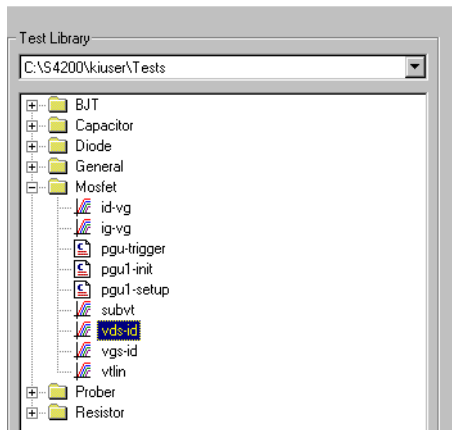 Test Library
C:\S4200\kiuser\Tests
BJT
Capacitor
Diode
General
Mosfet
id-vg
ig-vg
pgu-trigger
pgu1-init
pgu1-setup
subvt
vds-id
vgs-id
vtlin
Prober
Resistor